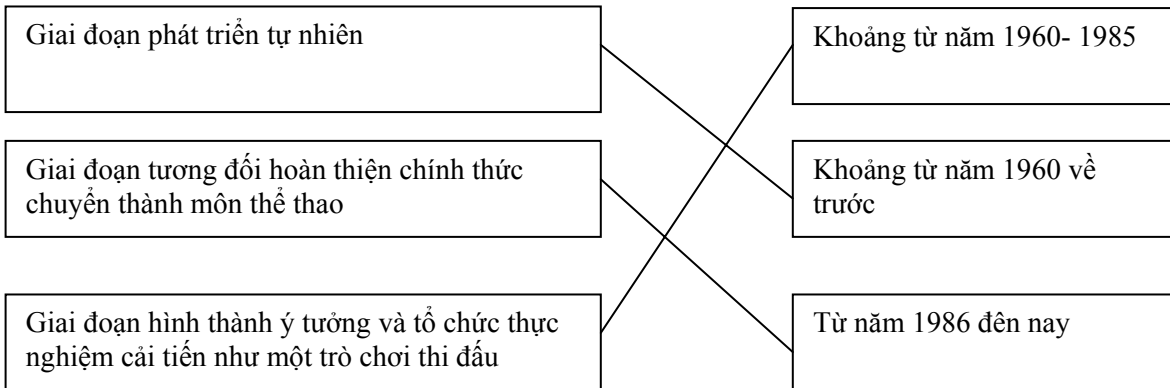 Giai đoạn phát triển tự nhiên
Khoảng từ năm 1960- 1985
Giai đoạn tương đối hoàn thiện chính thức
chuyển thành môn thể thao
Khoảng từ năm 1960 về
trước
Giai đoạn hình thành ý tưởng và tổ chức thực
nghiệm cải tiến như một trò chơi thi đấu
Từ năm 1986 đên nay